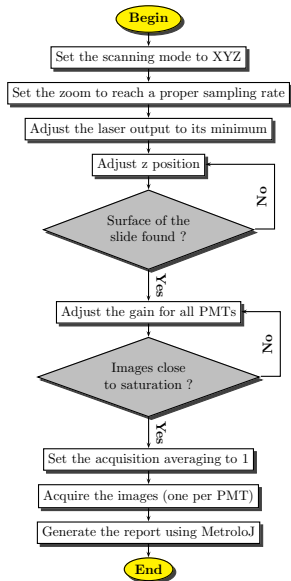 Begin
Set the scanning mode to XYZ
Set the zoom to reach a proper sampling rate
Adjust the laser output to its minimum
Adjust z position
No
Surface of the
slide found ?
Yes
Adjust the gain for all PMTs
No
Images close
to saturation ?
Yes
Set the acquisition averaging to 1
Acquire the images (one per PMT)
Generate the report using MetroloJ
End